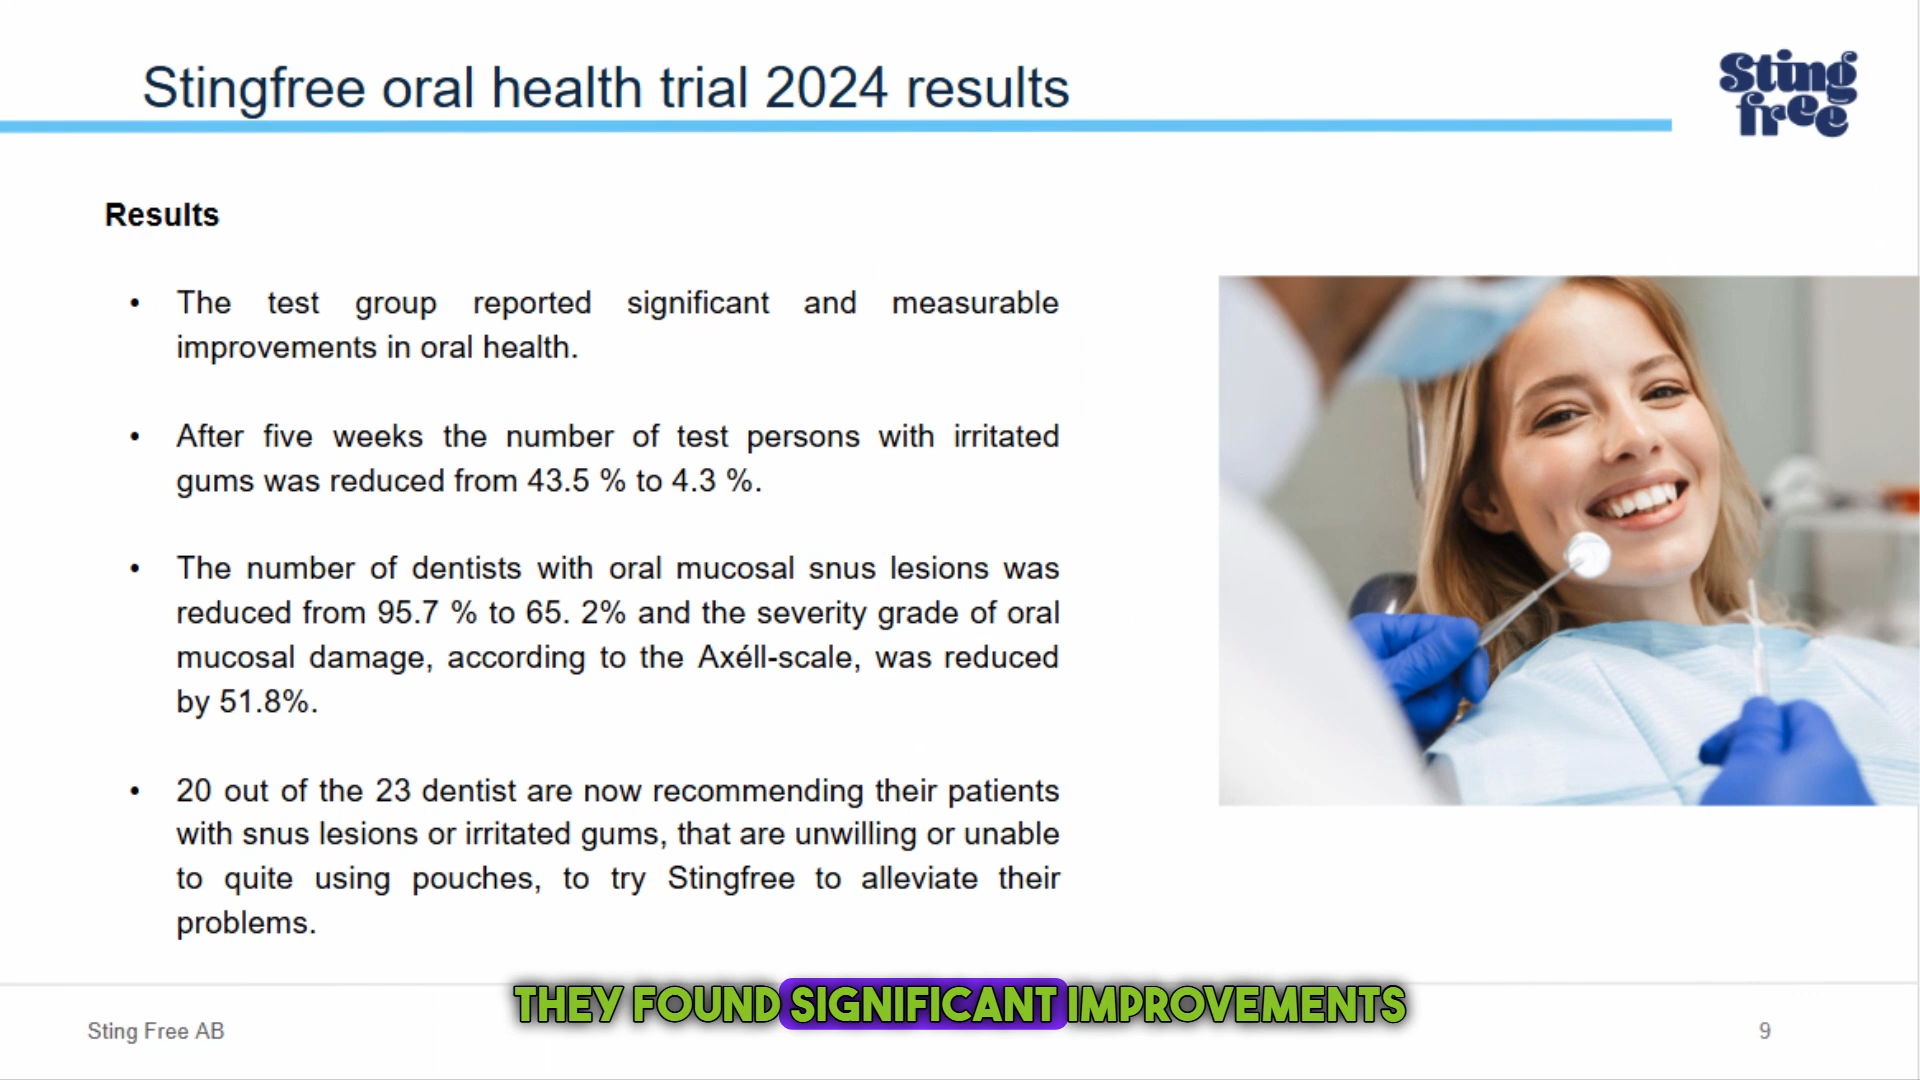 Stingfree oral health trial 2024 results
Sting
free
Results
• The test group reported significant and measurable
improvements in oral health.
• After five weeks the number of test persons with irritated
gums was reduced from 43.5 % to 4.3 %.
• The number of dentists with oral mucosal snus lesions was
reduced from 95.7 % to 65. 2% and the severity grade of oral
mucosal damage, according to the Axéll-scale, was reduced
by 51.8%.
• 20 out of the 23 dentist are now recommending their patients
with snus lesions or irritated gums, that are unwilling or unable
to quite using pouches, to try Stingfree to alleviate their
problems.
THEY FOUND SIGNIFICANT IMPROVEMENTS
Sting Free AB
9